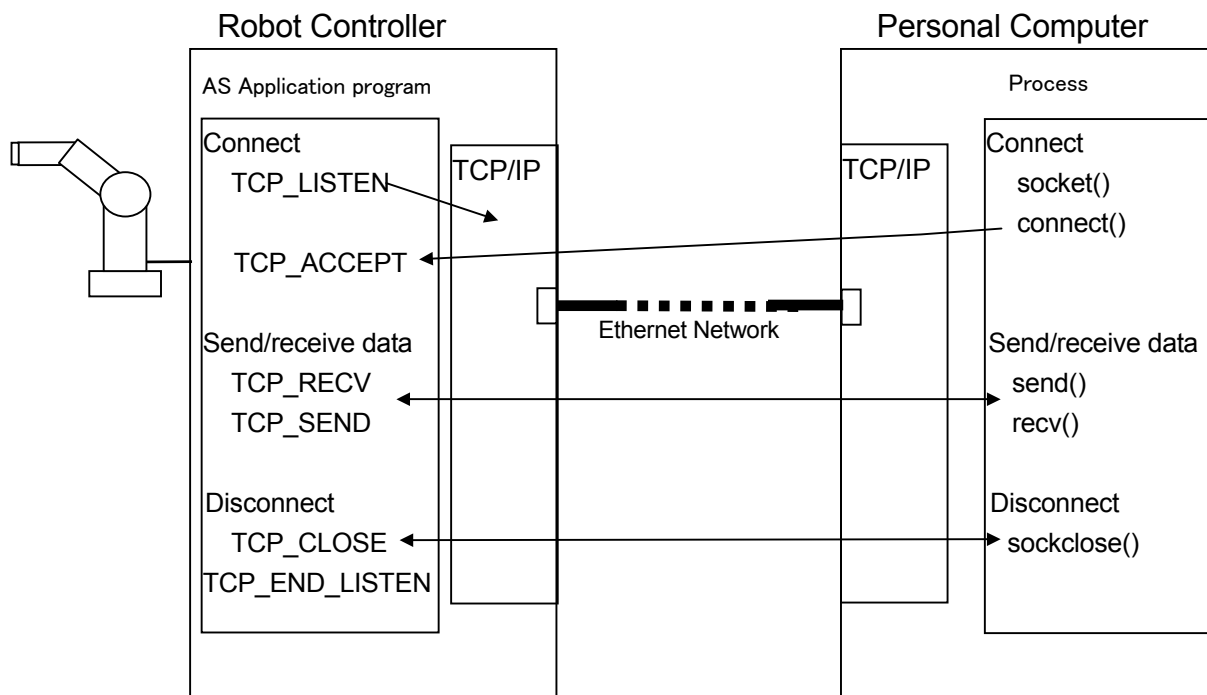 Robot Controller
Personal Computer
AS Application program
Connect
TCP_LISTEN
TCP_ACCEPT
Send/receive data
TCP_RECV
TCP_SEND
Disconnect
TCP_CLOSE
TCP_END_LISTEN
TCP/IP
Ethernet Network
TCP/IP
Process
Connect
socket()
connect()
Send/receive data
send()
recv()
Disconnect
sockclose()